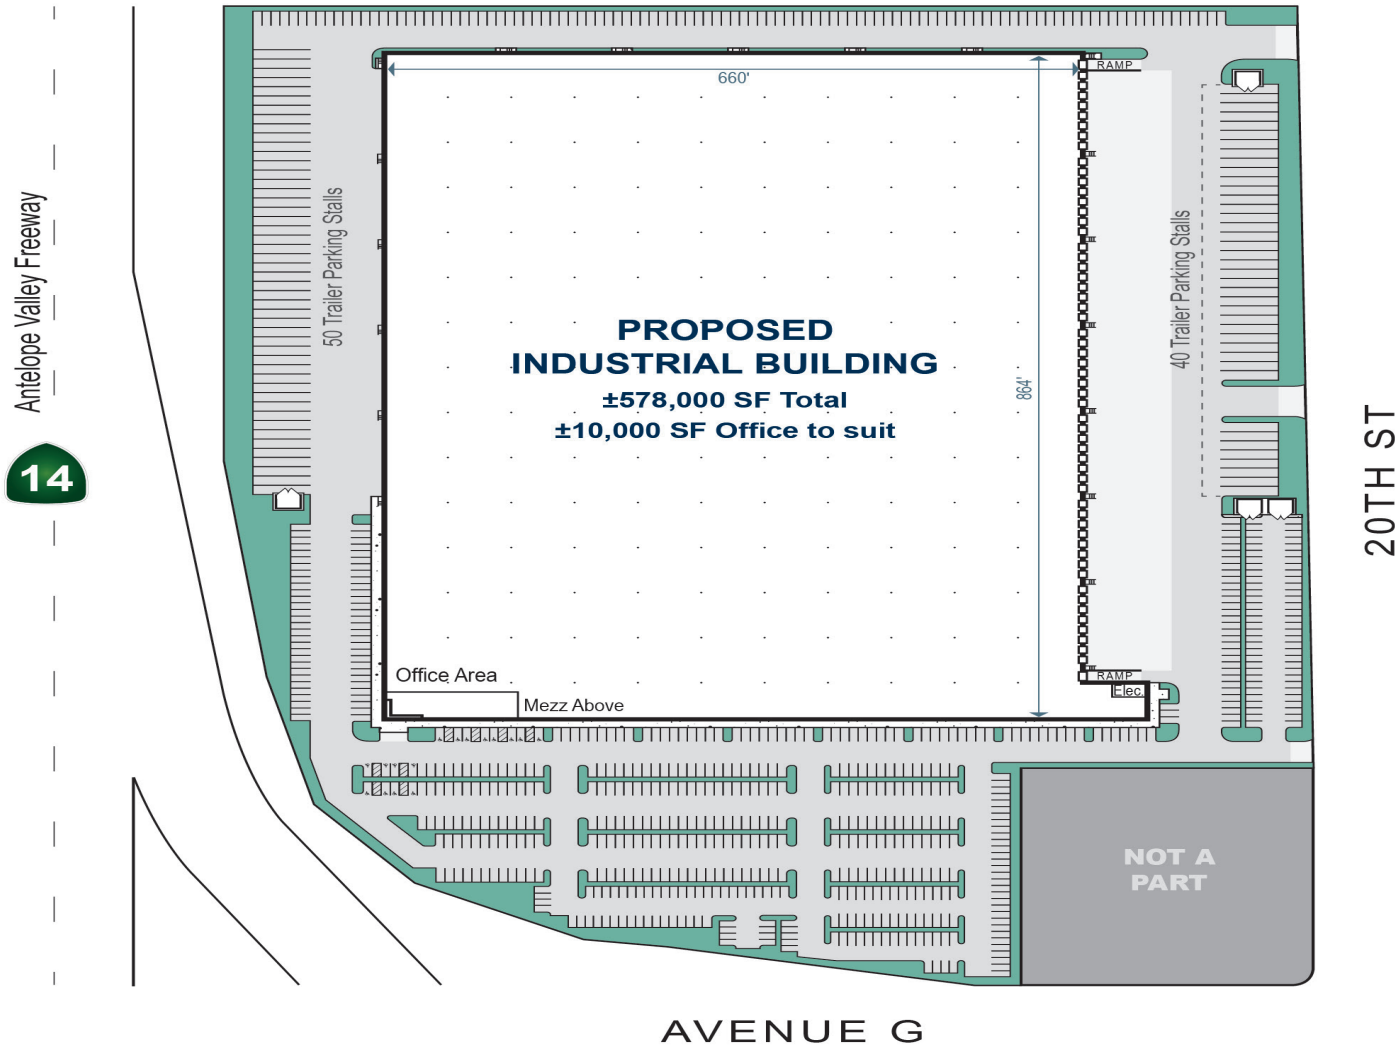 660'
RAMP
Antelope Valley Freeway
50 Trailer Parking Stalls
40 Trailer Parking Stalls
PROPOSED
INDUSTRIAL BUILDING
±578,000 SF Total
±10,000 SF Office to suit
864'
14
20TH ST
Office Area
Mezz Above
RAMP
Elec.
NOT A
PART
AVENUE G